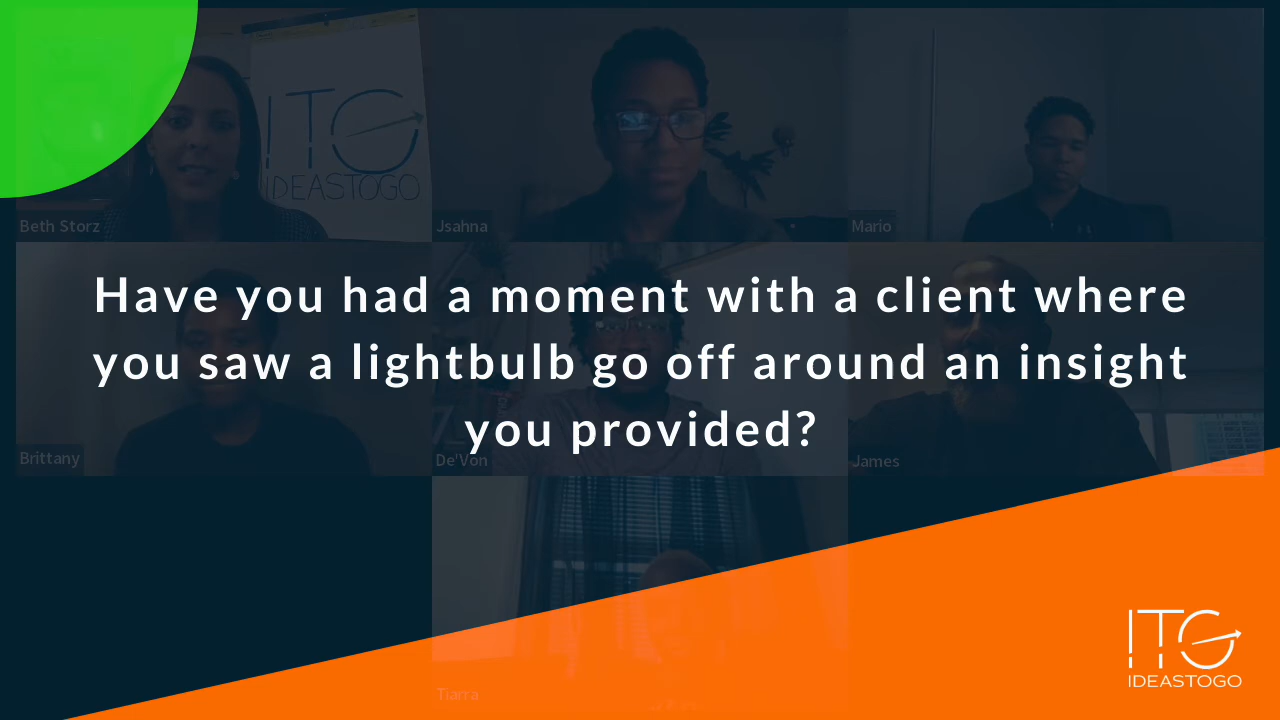 ITG
IDEASTOGO
Beth Storz
Jsahna
Mario
Have you had a moment with a client where
you saw a lightbulb go off around an insight
you provided?
Brittany
De'Von
James
Tiarra
ITG
IDEASTOGO